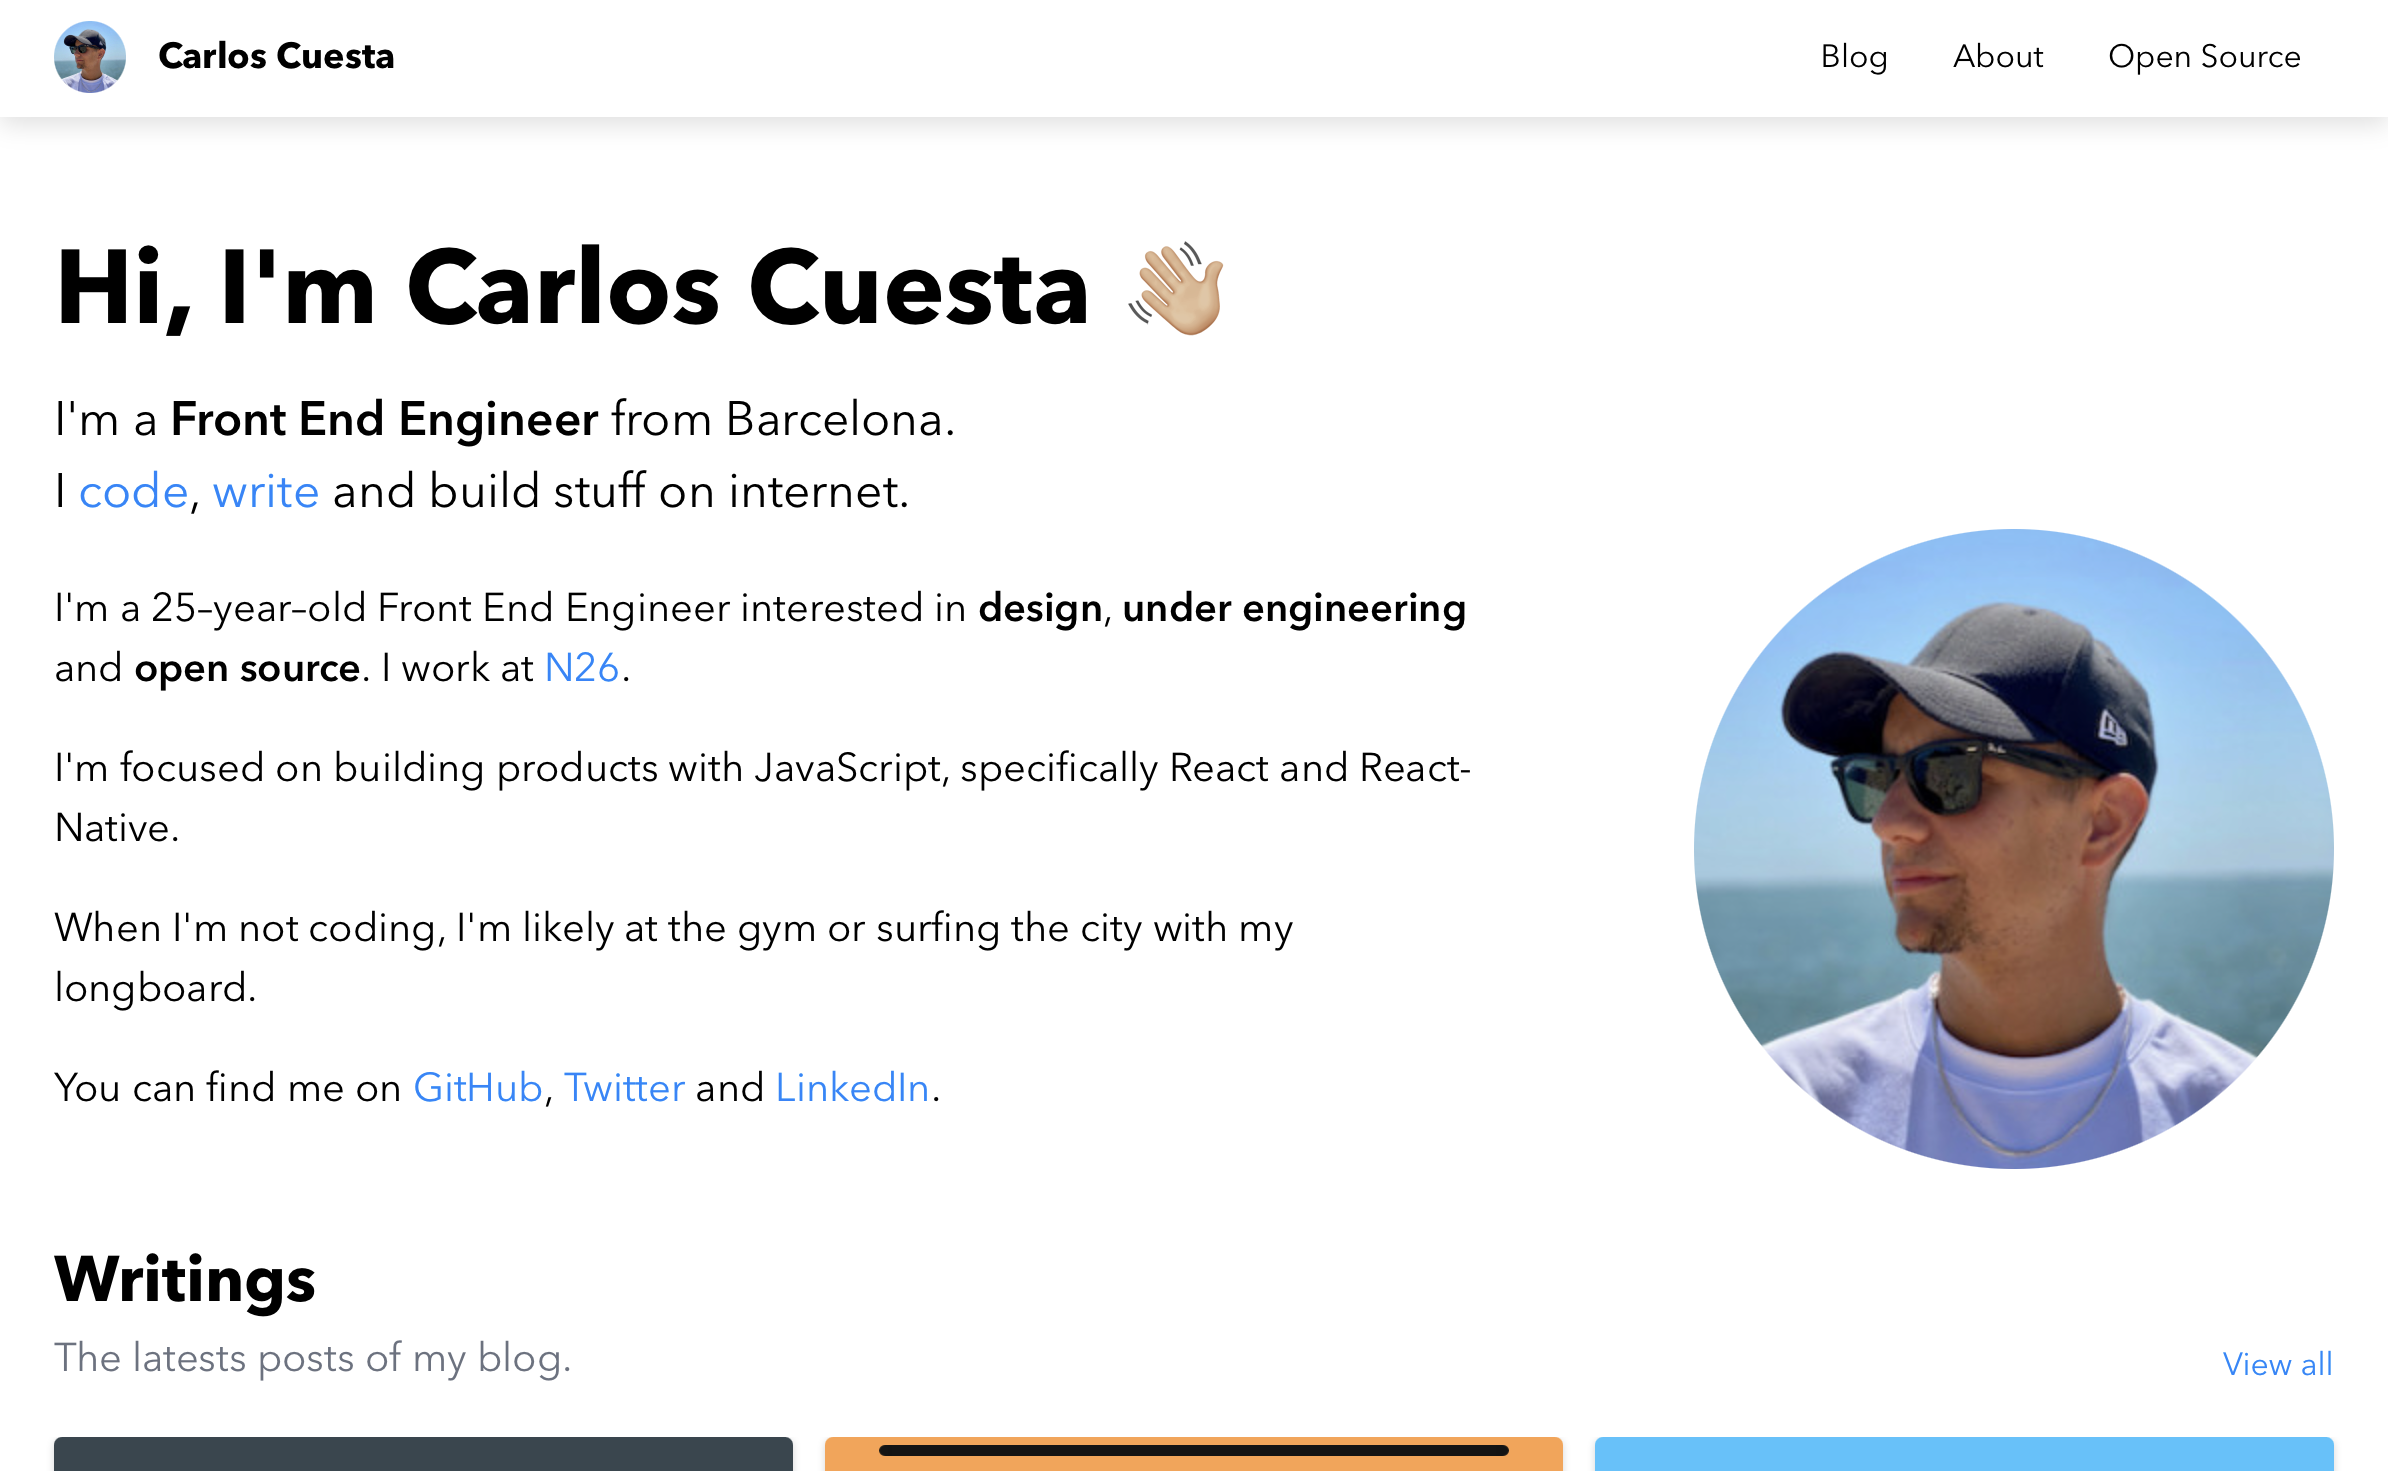 Carlos Cuesta
Blog About Open Source
Hi, I'm Carlos Cuesta 👋🏼
I'm a Front End Engineer from Barcelona.
I code, write and build stuff on internet.
I'm a 25–year–old Front End Engineer interested in design, under engineering
and open source. I work at N26.
I'm focused on building products with JavaScript, specifically React and React-
Native.
When I'm not coding, I'm likely at the gym or surfing the city with my
longboard.
You can find me on GitHub, Twitter and LinkedIn.
Writings
The latests posts of my blog.
View all